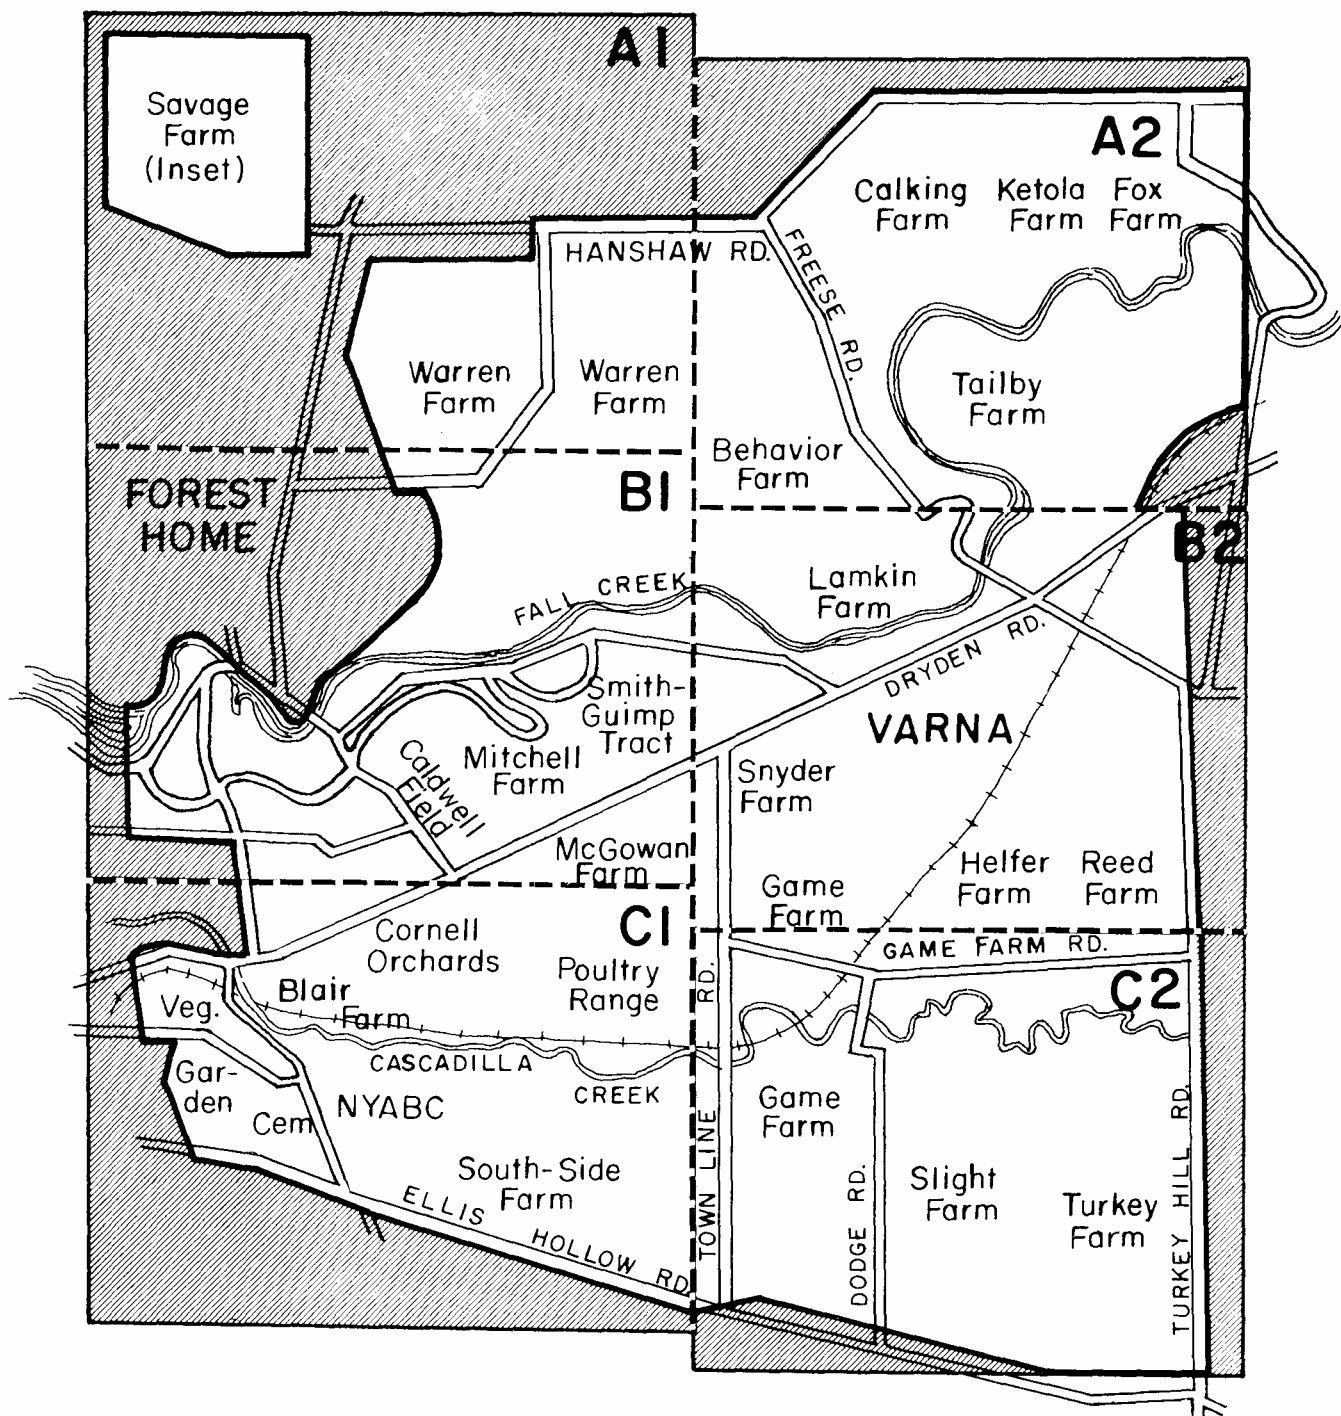 A1
Savage
Farm
(Inset)
A2
Calking
Farm
Ketola
Farm
Fox
Farm
HANSHAW RD.
FREESE RD.
Warren
Farm
Warren
Farm
Tailby
Farm
Behavior
Farm
FOREST
HOME
B1
B2
FALL CREEK
Lamkin
Farm
DRYDEN RD.
Smith-
Guimp
Tract
VARNA
Mitchell
Farm
Caldwell
Field
Snyder
Farm
McGowan
Farm
Game
Farm
Helfer
Farm
Reed
Farm
C1
Cornell
Orchards
GAME FARM RD.
Poultry
Range
C2
Blair
Farm
Veg.
CASCADILLA
CREEK
Gar-
den
Cem
NYABC
Game
Farm
South-Side
Farm
Slight
Farm
Turkey
Farm
ELLIS HOLLOW RD.
TOWN LINE RD.
DODGE RD.
TURKEY HILL RD.